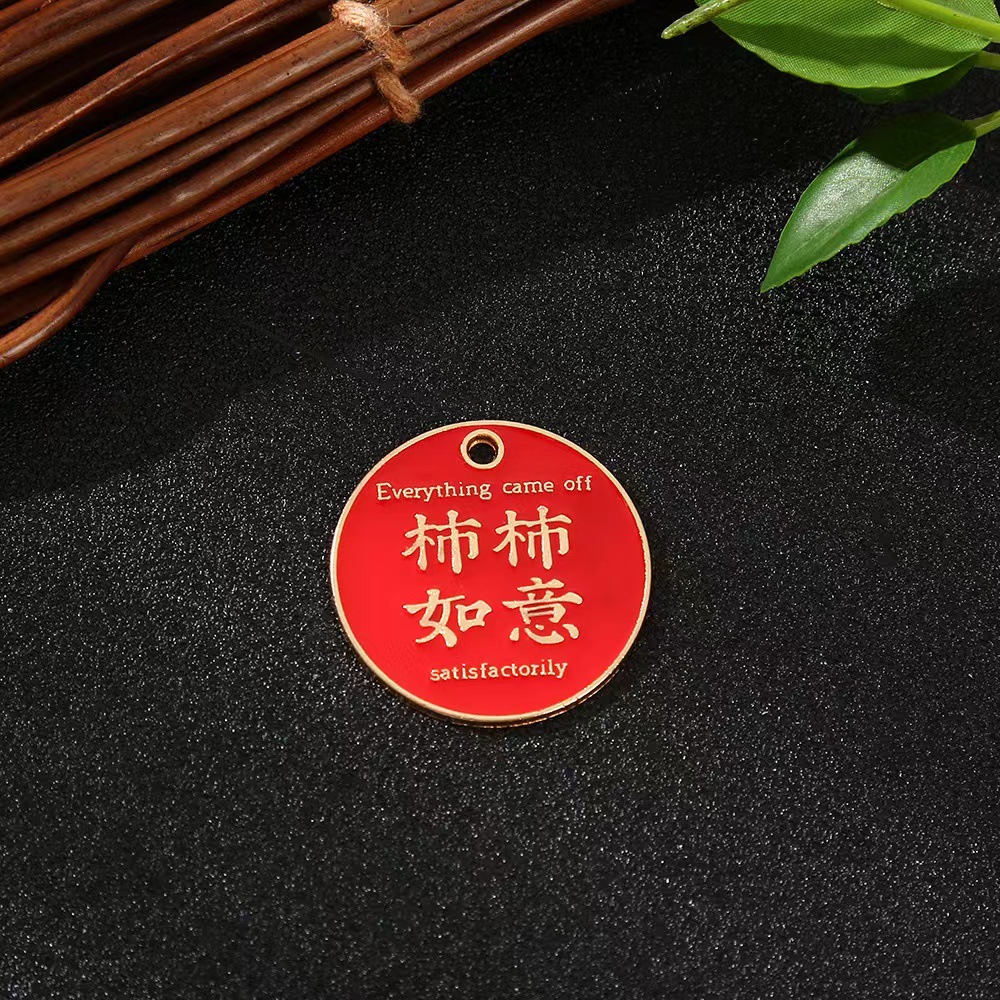 Everything came off
柿柿
如意
satisfactorily